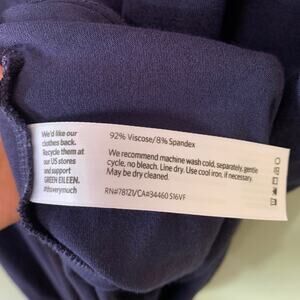 We'd like our
clothes back.
Recycle them at
our US stores
and support
GREEN EILEEN.
#thsverymuch
92% Viscose/8% Spandex
We recommend machine wash cold, separately, gentle
cycle, no bleach. Line dry. Use cool iron, if necessary.
May be dry cleaned.
RN#78121/CA#34460 S16VF